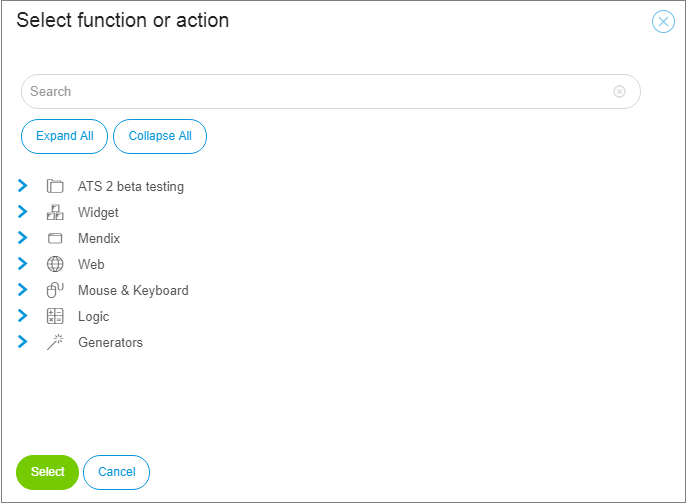 Select function or action
Search
Expand All Collapse All
ATS 2 beta testing
Widget
Mendix
Web
Mouse & Keyboard
Logic
Generators
Select Cancel